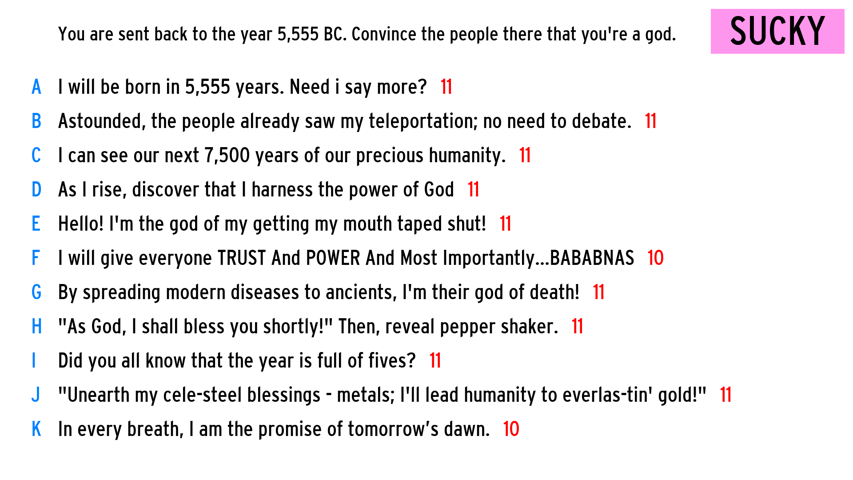 You are sent back to the year 5,555 BC. Convince the people there that you're a god.
SUCKY
A I will be born in 5,555 years. Need i say more? 11
B Astounded, the people already saw my teleportation; no need to debate. 11
C I can see our next 7,500 years of our precious humanity. 11
D As I rise, discover that I harness the power of God 11
E Hello! I'm the god of my getting my mouth taped shut! 11
F I will give everyone TRUST And POWER And Most Importantly...BABABNAS 10
G By spreading modern diseases to ancients, I'm their god of death! 11
H "As God, I shall bless you shortly!" Then, reveal pepper shaker. 11
I Did you all know that the year is full of fives? 11
J "Unearth my cele-steel blessings - metals; I'll lead humanity to everlas-tin' gold!" 11
K In every breath, I am the promise of tomorrow’s dawn. 10